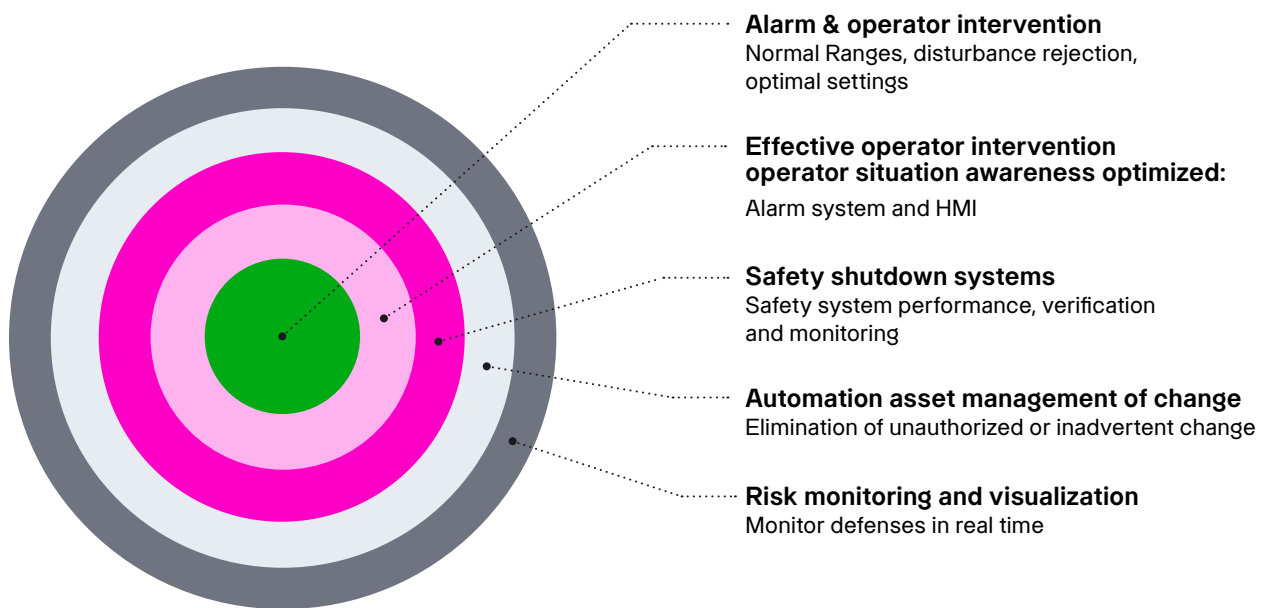 Alarm & operator intervention
Normal Ranges, disturbance rejection,
optimal settings
Effective operator intervention
operator situation awareness optimized:
Alarm system and HMI
Safety shutdown systems
Safety system performance, verification
and monitoring
Automation asset management of change
Elimination of unauthorized or inadvertent change
Risk monitoring and visualization
Monitor defenses in real time